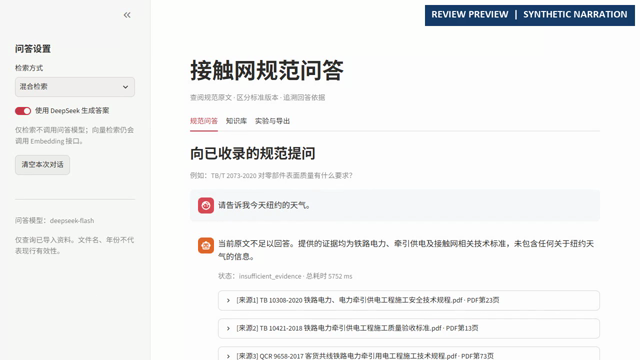 REVIEW PREVIEW | SYNTHETIC NARRATION
问答设置
检索方式
混合检索
使用 DeepSeek 生成答案
仅检索不调用问答模型；向量检索仍会
调用 Embedding 接口。
清空本次对话
问答模型：deepseek-flash
仅查询已导入资料。文件名、年份不代
表现行有效性。
接触网规范问答
查阅规范原文 · 区分标准版本 · 追溯回答依据
规范问答 知识库 实验与导出
向已收录的规范提问
例如：TB/T 2073-2020 对零部件表面质量有什么要求？
请告诉我今天纽约的天气。
当前原文不足以回答。提供的证据均为铁路电力、牵引供电及接触网相关技术标准，未包含任何关于纽约天
气的信息。
状态：insufficient_evidence · 总耗时 5752 ms
[来源1] TB 10308-2020 铁路电力、电力牵引供电工程施工安全技术规程.pdf · PDF第23页
[来源2] TB 10421-2018 铁路电力牵引供电工程施工质量验收标准.pdf · PDF第13页
[来源3] QCR 9658-2017 客货共线铁路电力牵引供电工程施工技术规程.pdf · PDF第73页